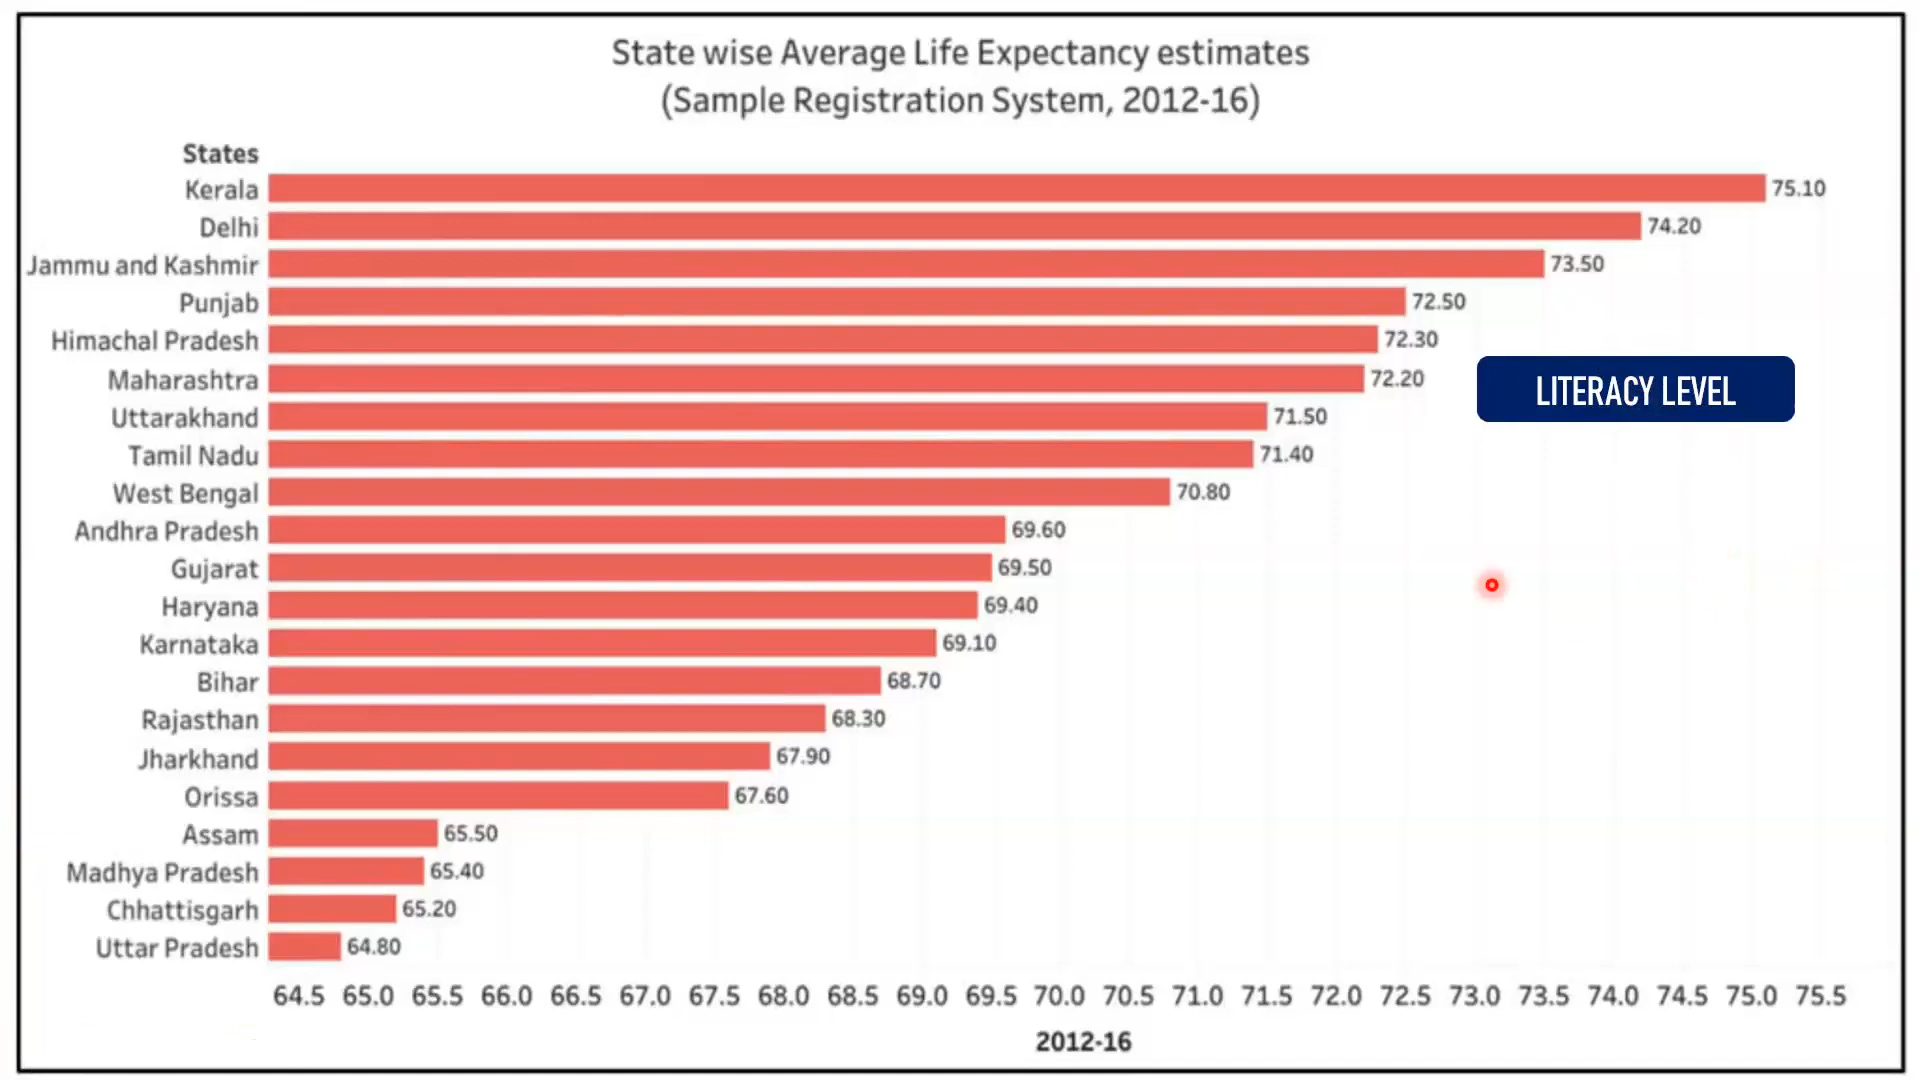 State wise Average Life Expectancy estimates
(Sample Registration System, 2012-16)
States
Kerala 75.10
Delhi 74.20
Jammu and Kashmir 73.50
Punjab 72.50
Himachal Pradesh 72.30
Maharashtra 72.20
LITERACY LEVEL
Uttarakhand 71.50
Tamil Nadu 71.40
West Bengal 70.80
Andhra Pradesh 69.60
Gujarat 69.50
Haryana 69.40
Karnataka 69.10
Bihar 68.70
Rajasthan 68.30
Jharkhand 67.90
Orissa 67.60
Assam 65.50
Madhya Pradesh 65.40
Chhattisgarh 65.20
Uttar Pradesh 64.80
64.5 65.0 65.5 66.0 66.5 67.0 67.5 68.0 68.5 69.0 69.5 70.0 70.5 71.0 71.5 72.0 72.5 73.0 73.5 74.0 74.5 75.0 75.5
2012-16